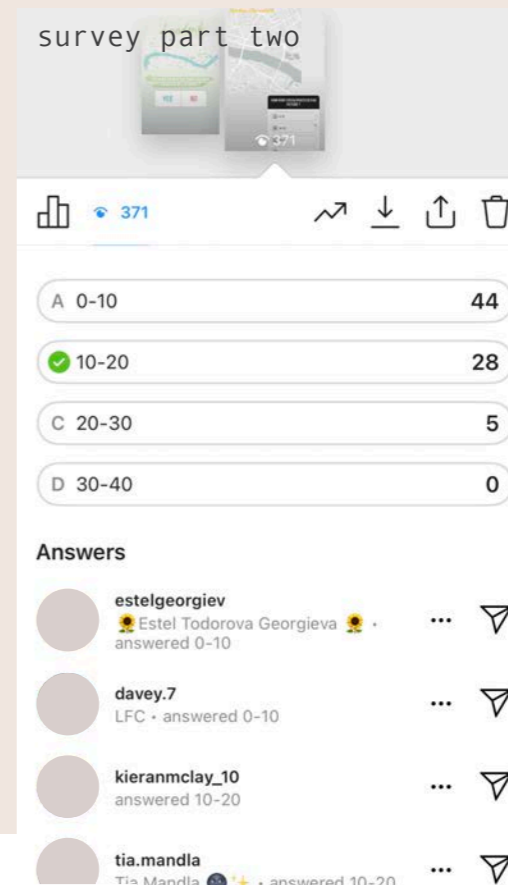 survey part two
371
371
A 0-10 44
10-20 28
C 20-30 5
D 30-40 0
Answers
estelgeorgiev
🌻Estel Todorova Georgieva 🌻 ·
answered 0-10
davey.7
LFC · answered 0-10
kieranmclay_10
answered 10-20
tia.mandla
Tia Mandla 🌚✨ · answered 10-20